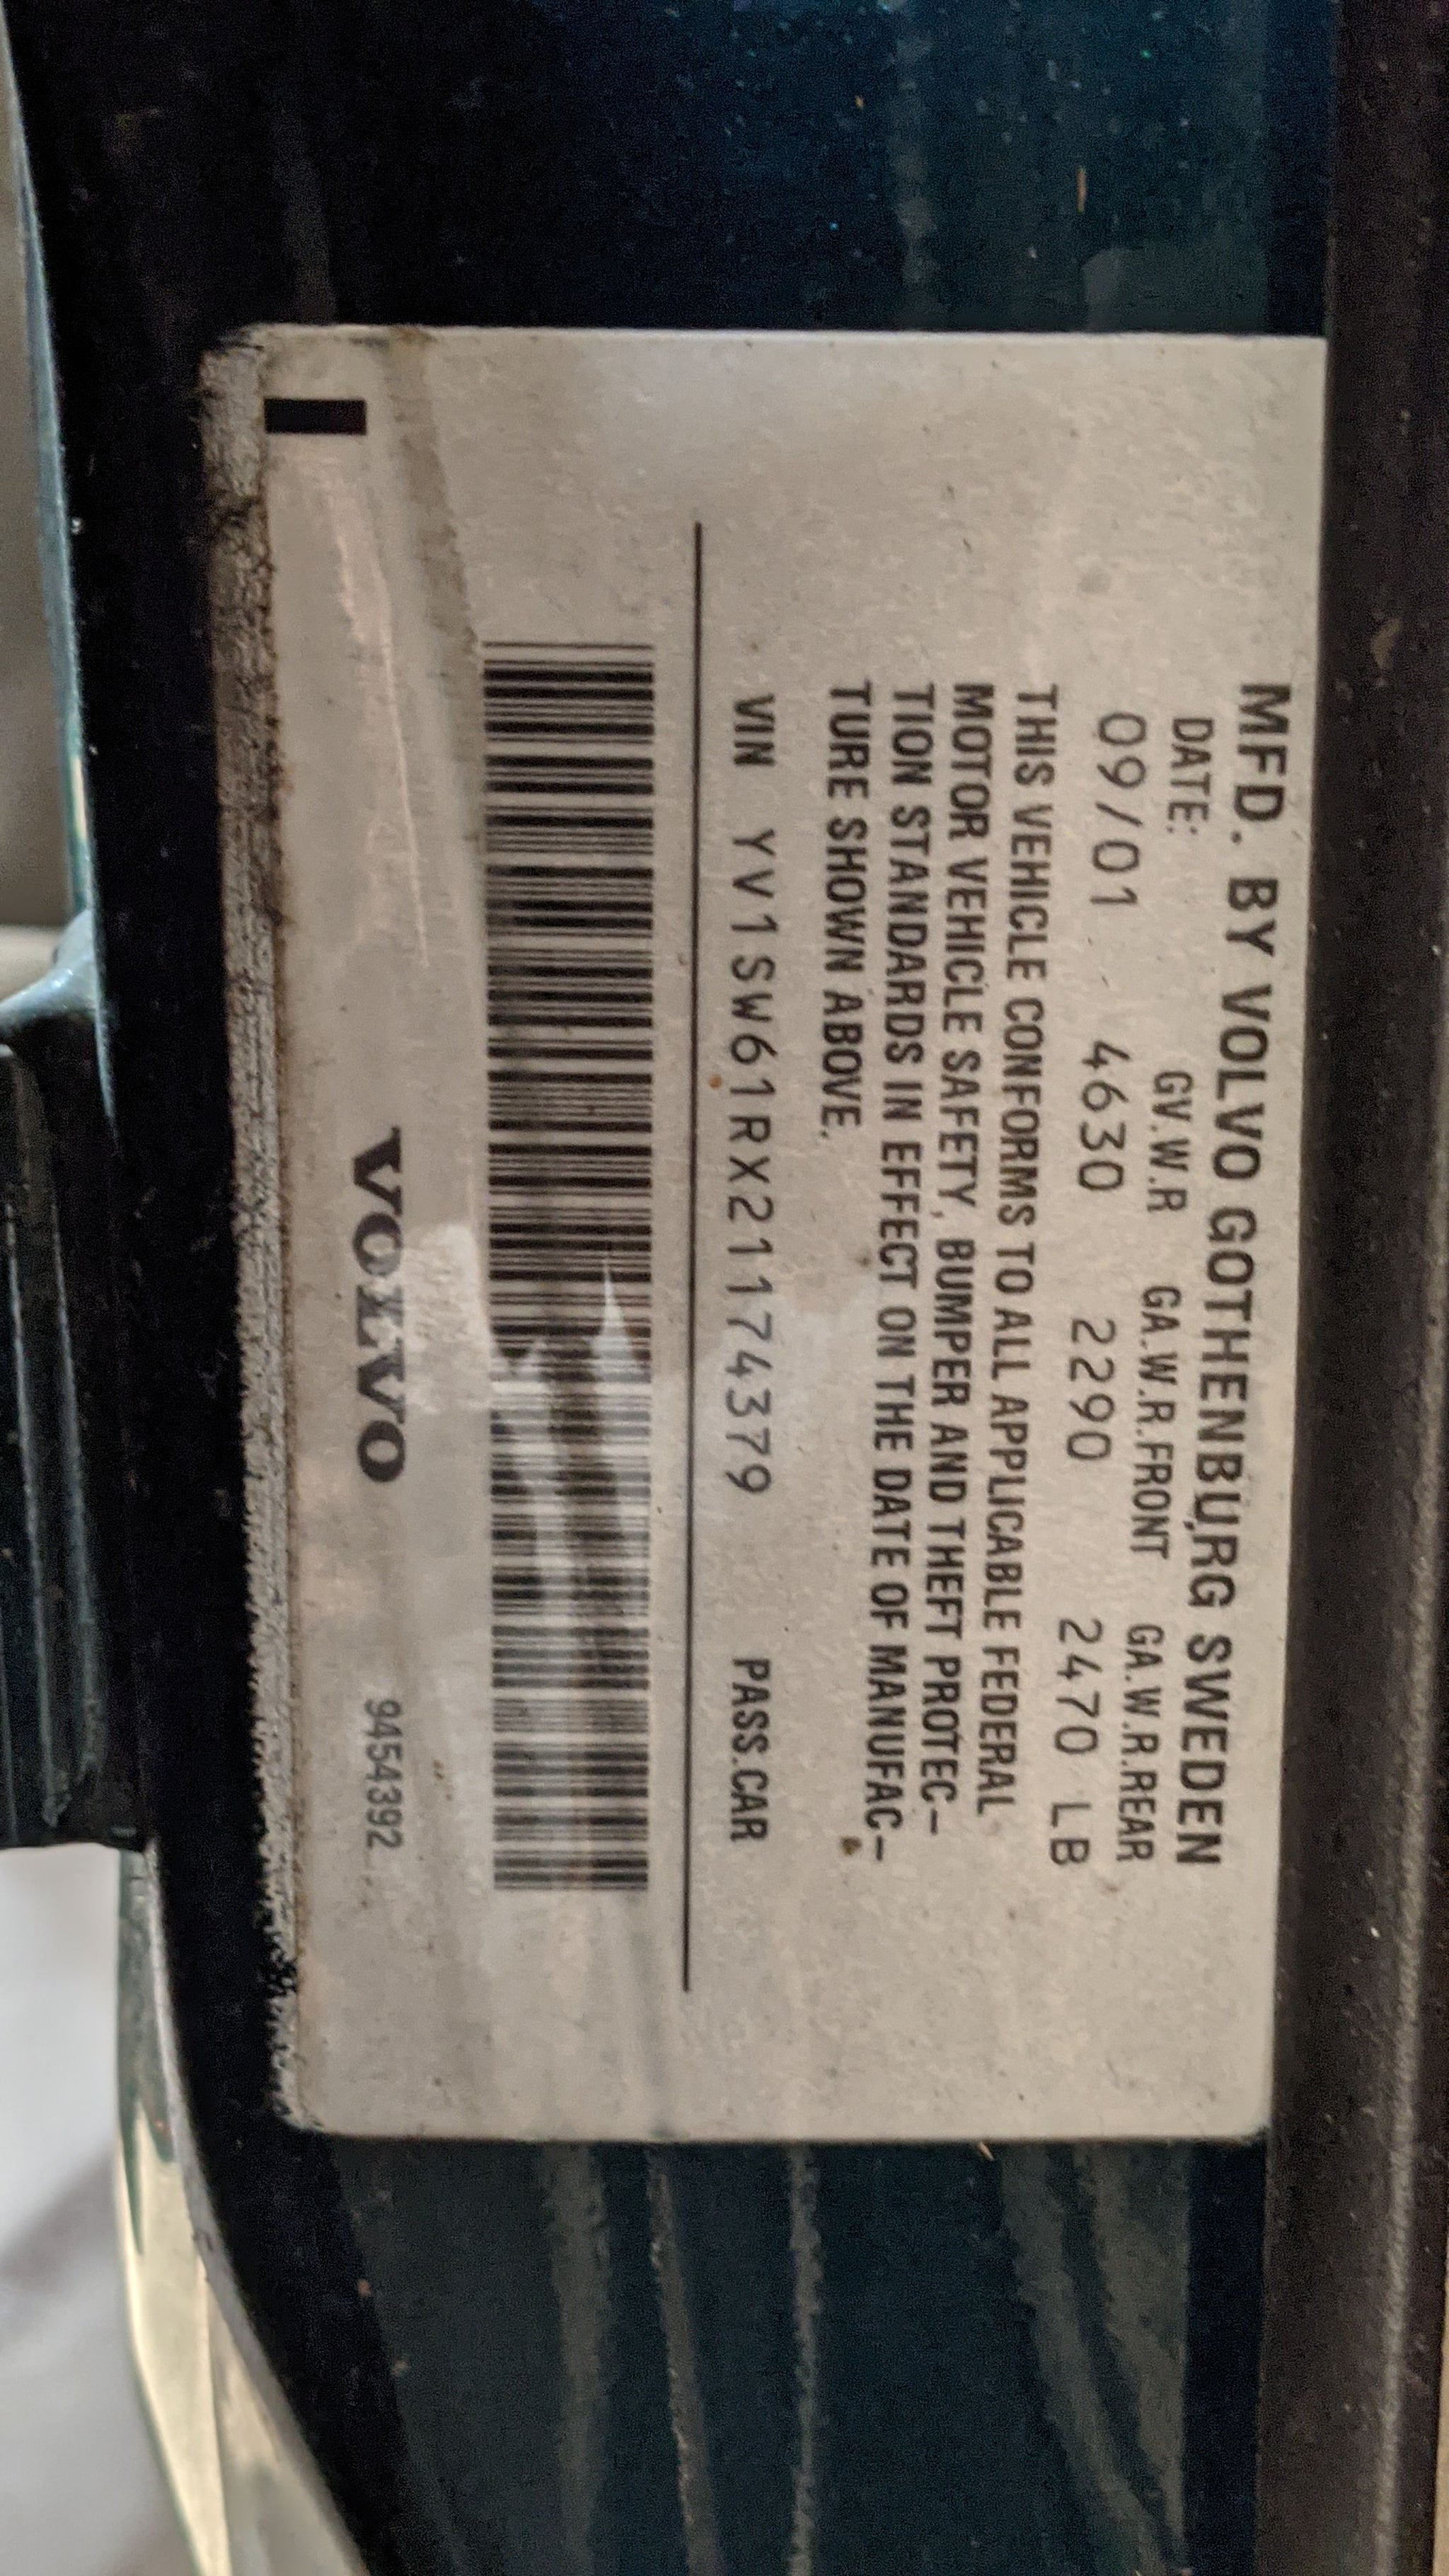 MFD. BY VOLVO GOTHENBURG SWEDEN
DATE: GV.W.R GA.W.R.FRONT GA.W.R.REAR
09/01 4630 2290 2470 LB
THIS VEHICLE CONFORMS TO ALL APPLICABLE FEDERAL
MOTOR VEHICLE SAFETY, BUMPER AND THEFT PROTEC-
TION STANDARDS IN EFFECT ON THE DATE OF MANUFAC-
TURE SHOWN ABOVE.
VIN YV1SW61RX21174379 PASS.CAR
VOLVO 9454392